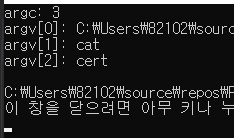 argc: 3
argv[0]: C:₩Users₩82102₩sourc
argv[1]: cat
argv[2]: cert
C:₩Users₩82102₩source₩repos₩P
이 창을 닫으려면 아무 키나 누